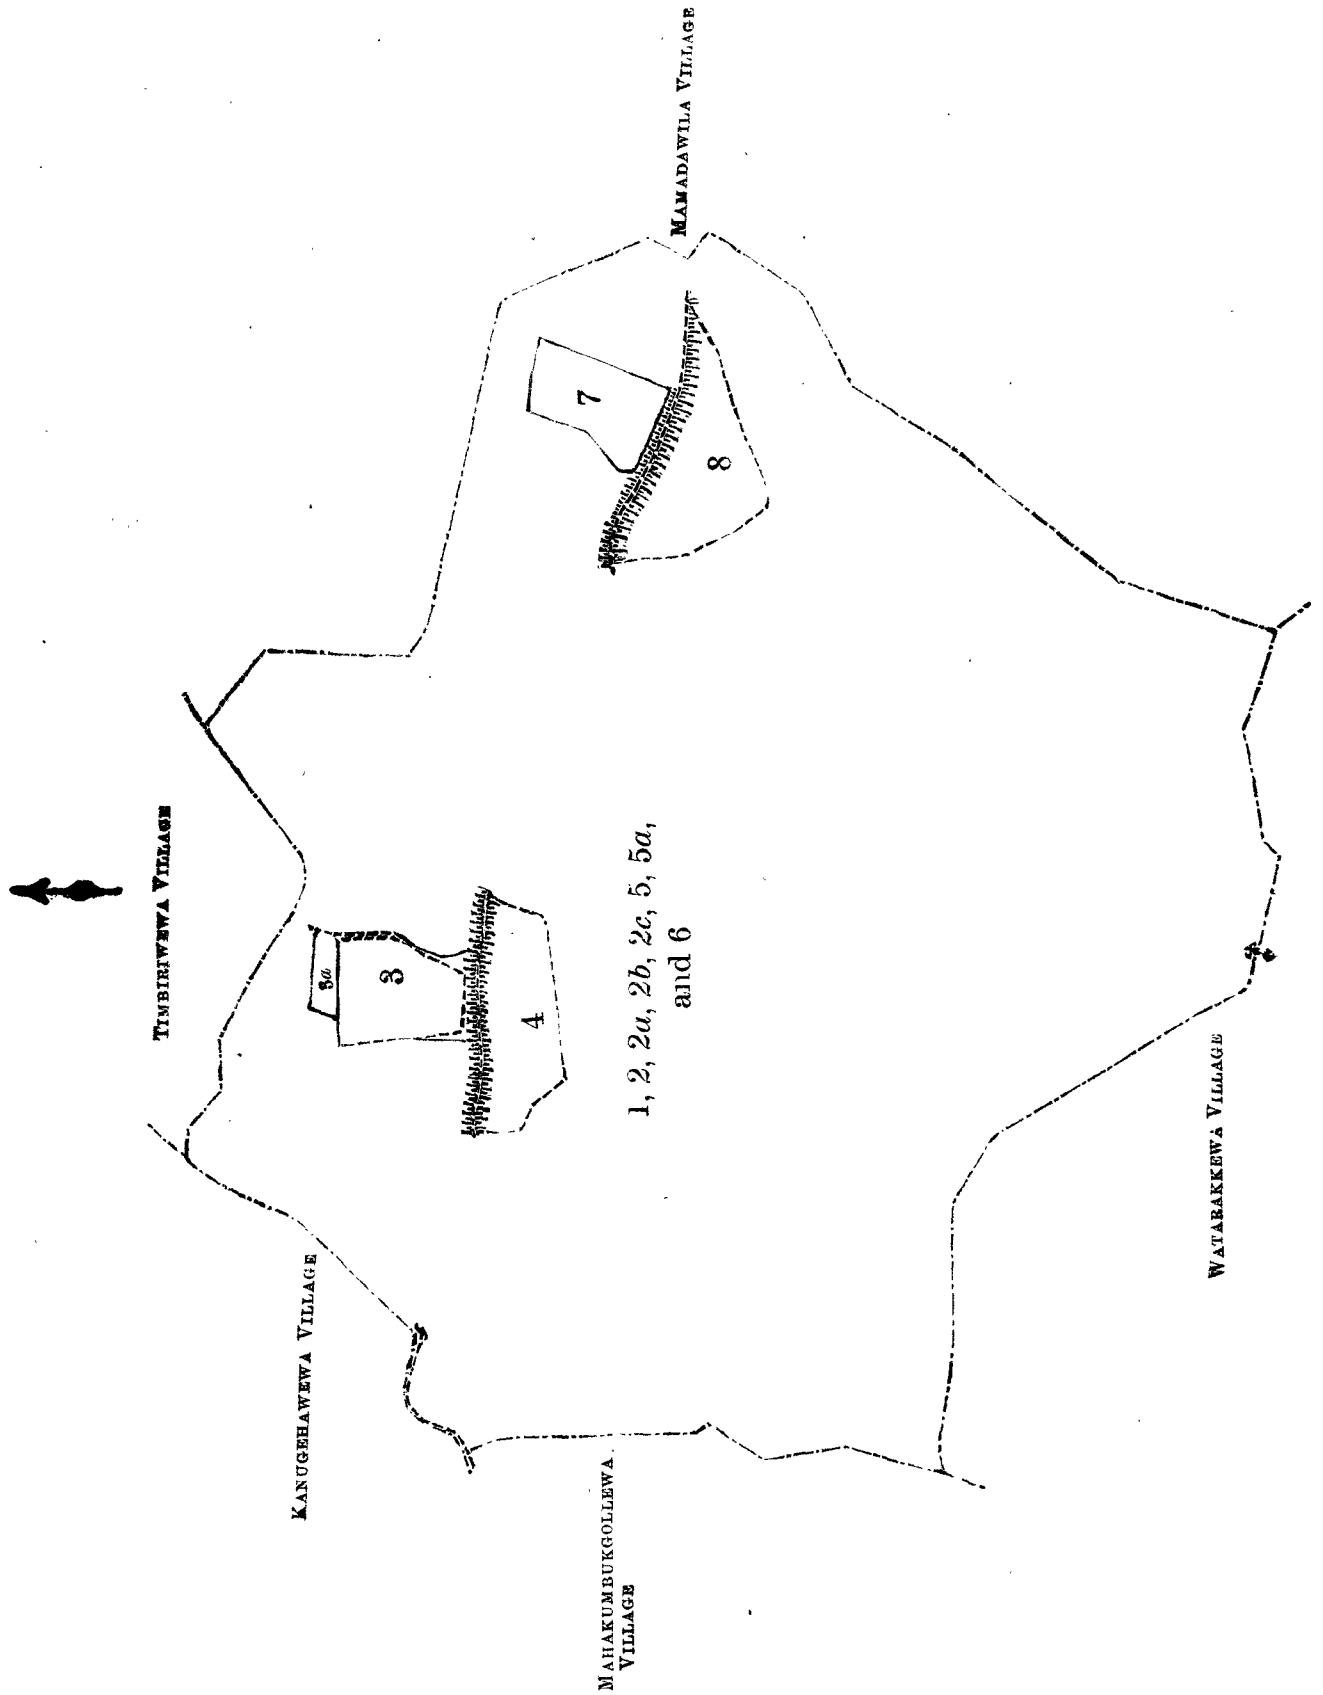 TIMBIRIWEWA VILLAGE
KANUGEHAWEWA VILLAGE
MAHAKUMBUKGOLLEWA
VILLAGE
MAMADAWILA VILLAGE
WATARAKKEWA VILLAGE
3a
3
4
7
8
1, 2, 2a, 2b, 2c, 5, 5a,
and 6